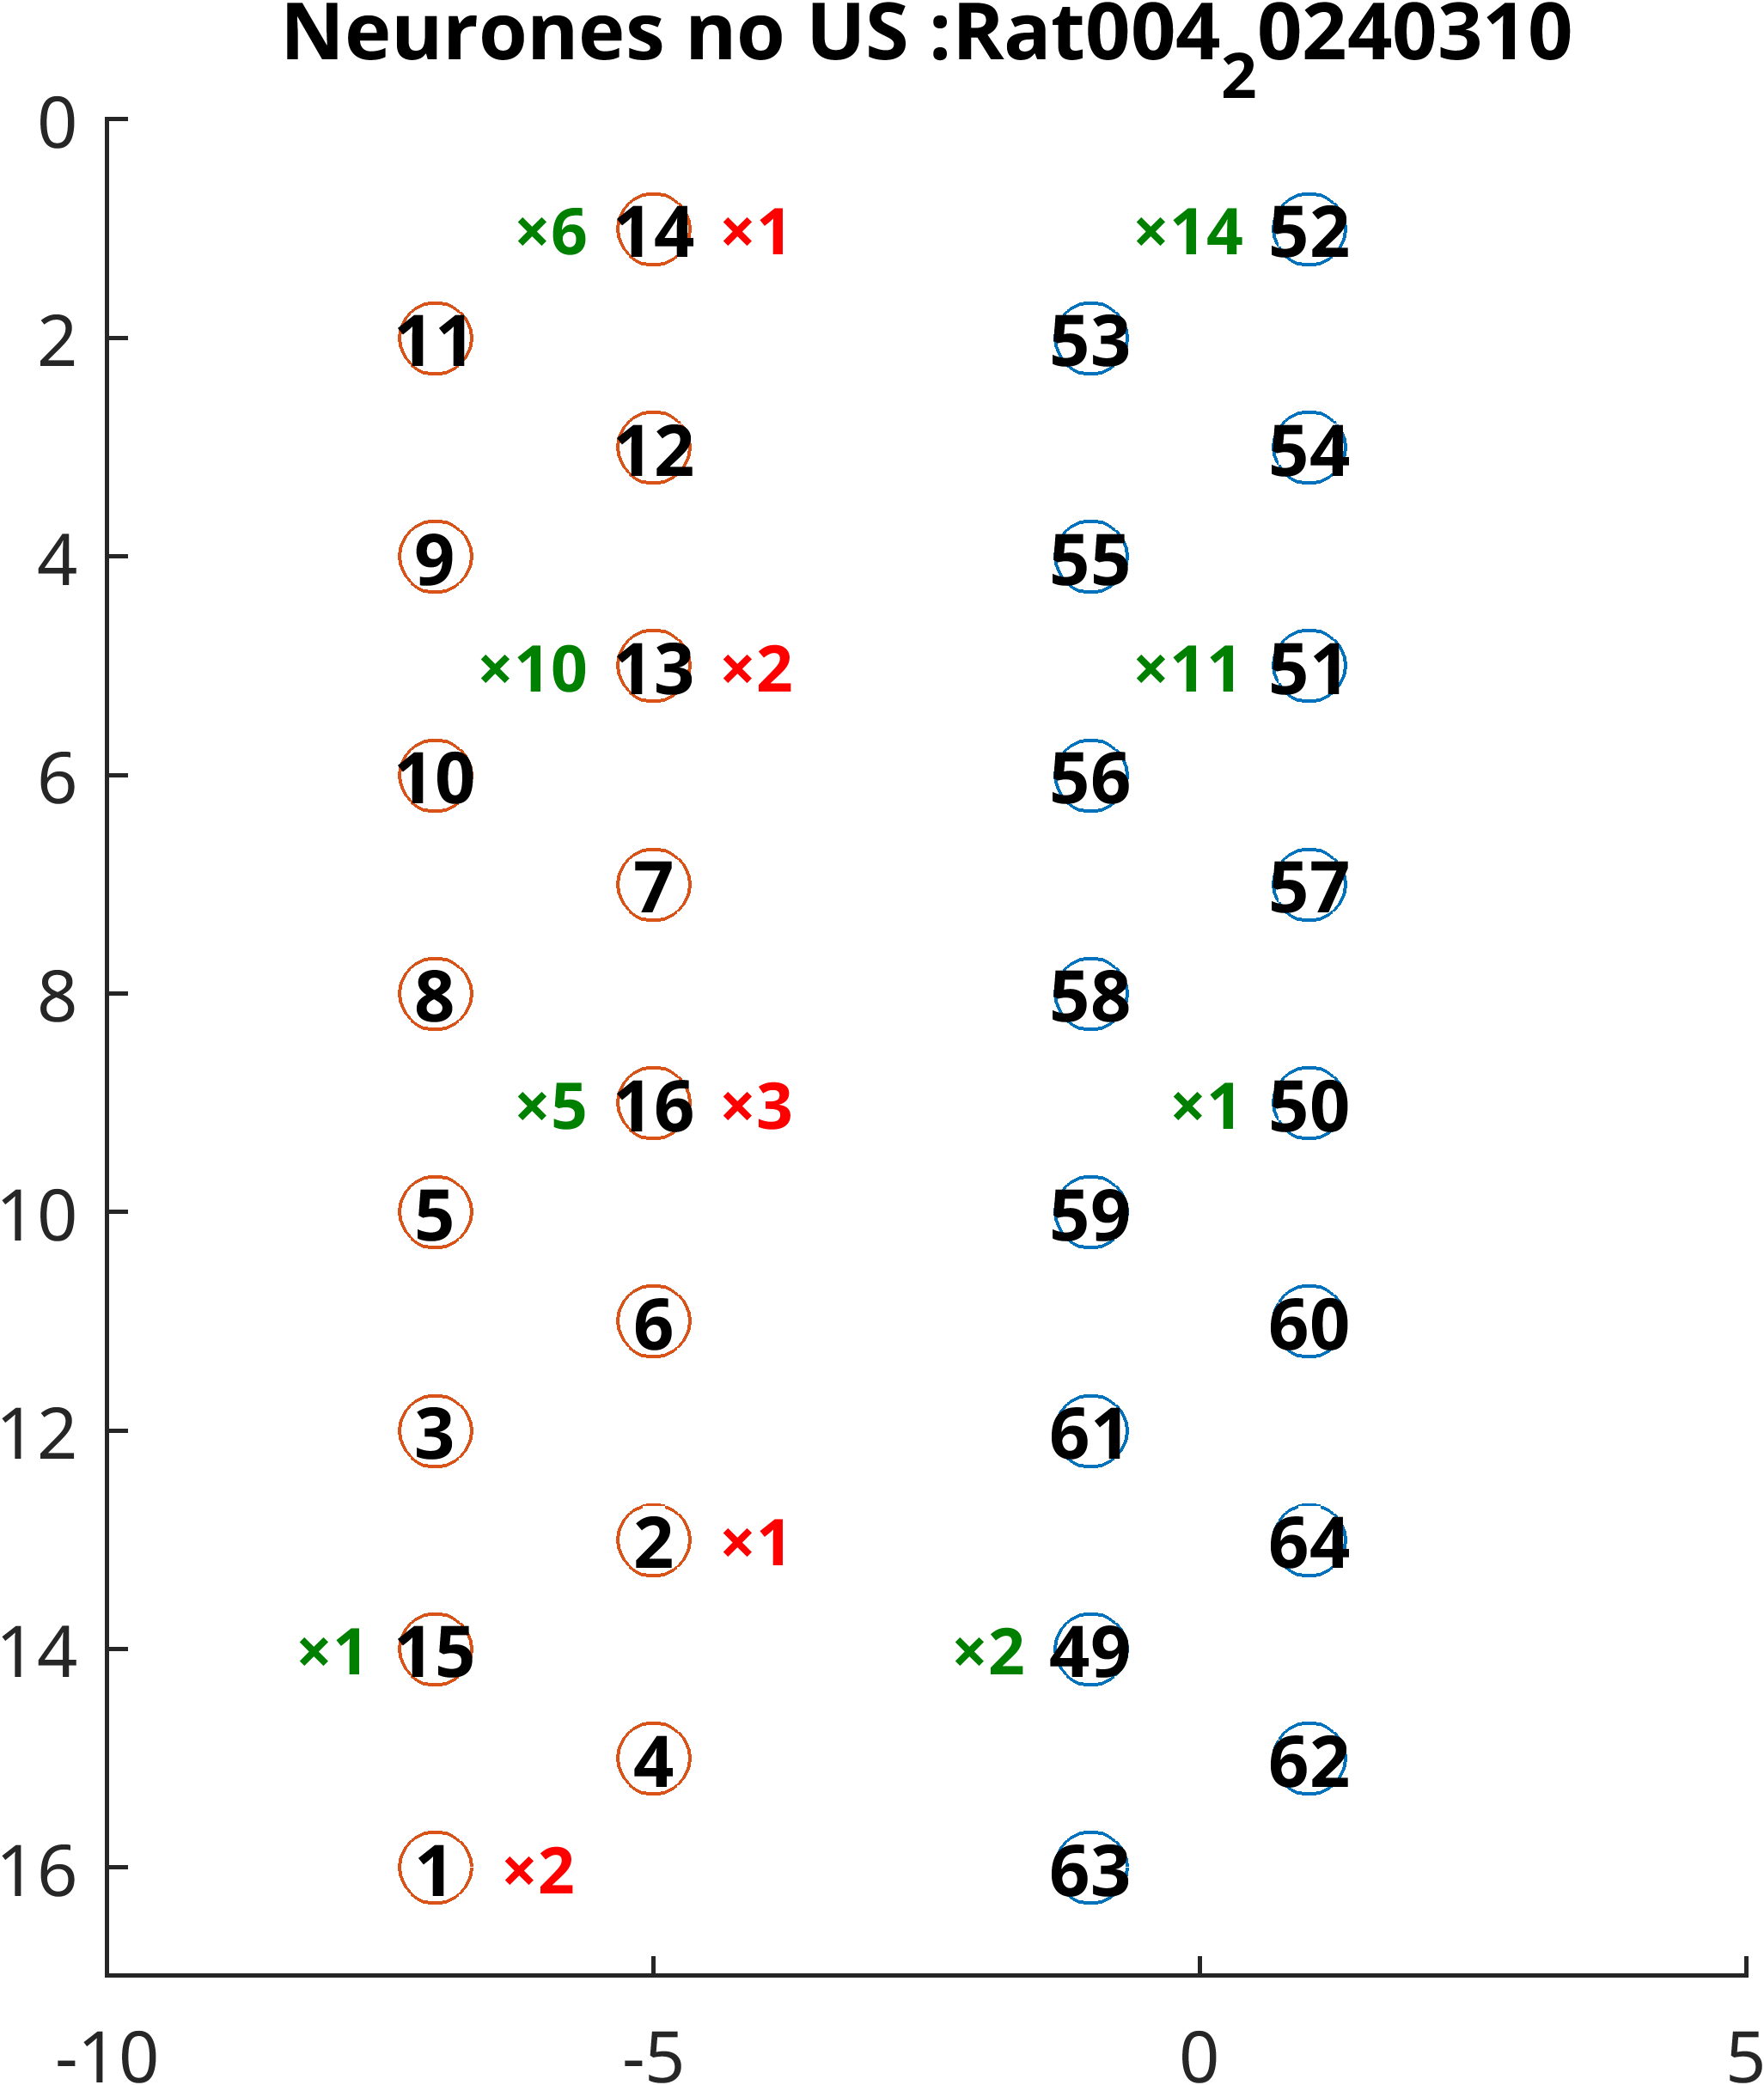 Neurones no US :Rat004₂0240310
0
×6 14 ×1 ×14 52
2 11 53
12 54
4 9 55
×10 13 ×2 ×11 51
6 10 56
7 57
8 8 58
×5 16 ×3 ×1 50
10 5 59
6 60
12 3 61
2 ×1 64
14 ×1 15 ×2 49
4 62
16 1 ×2 63
-10 -5 0 5